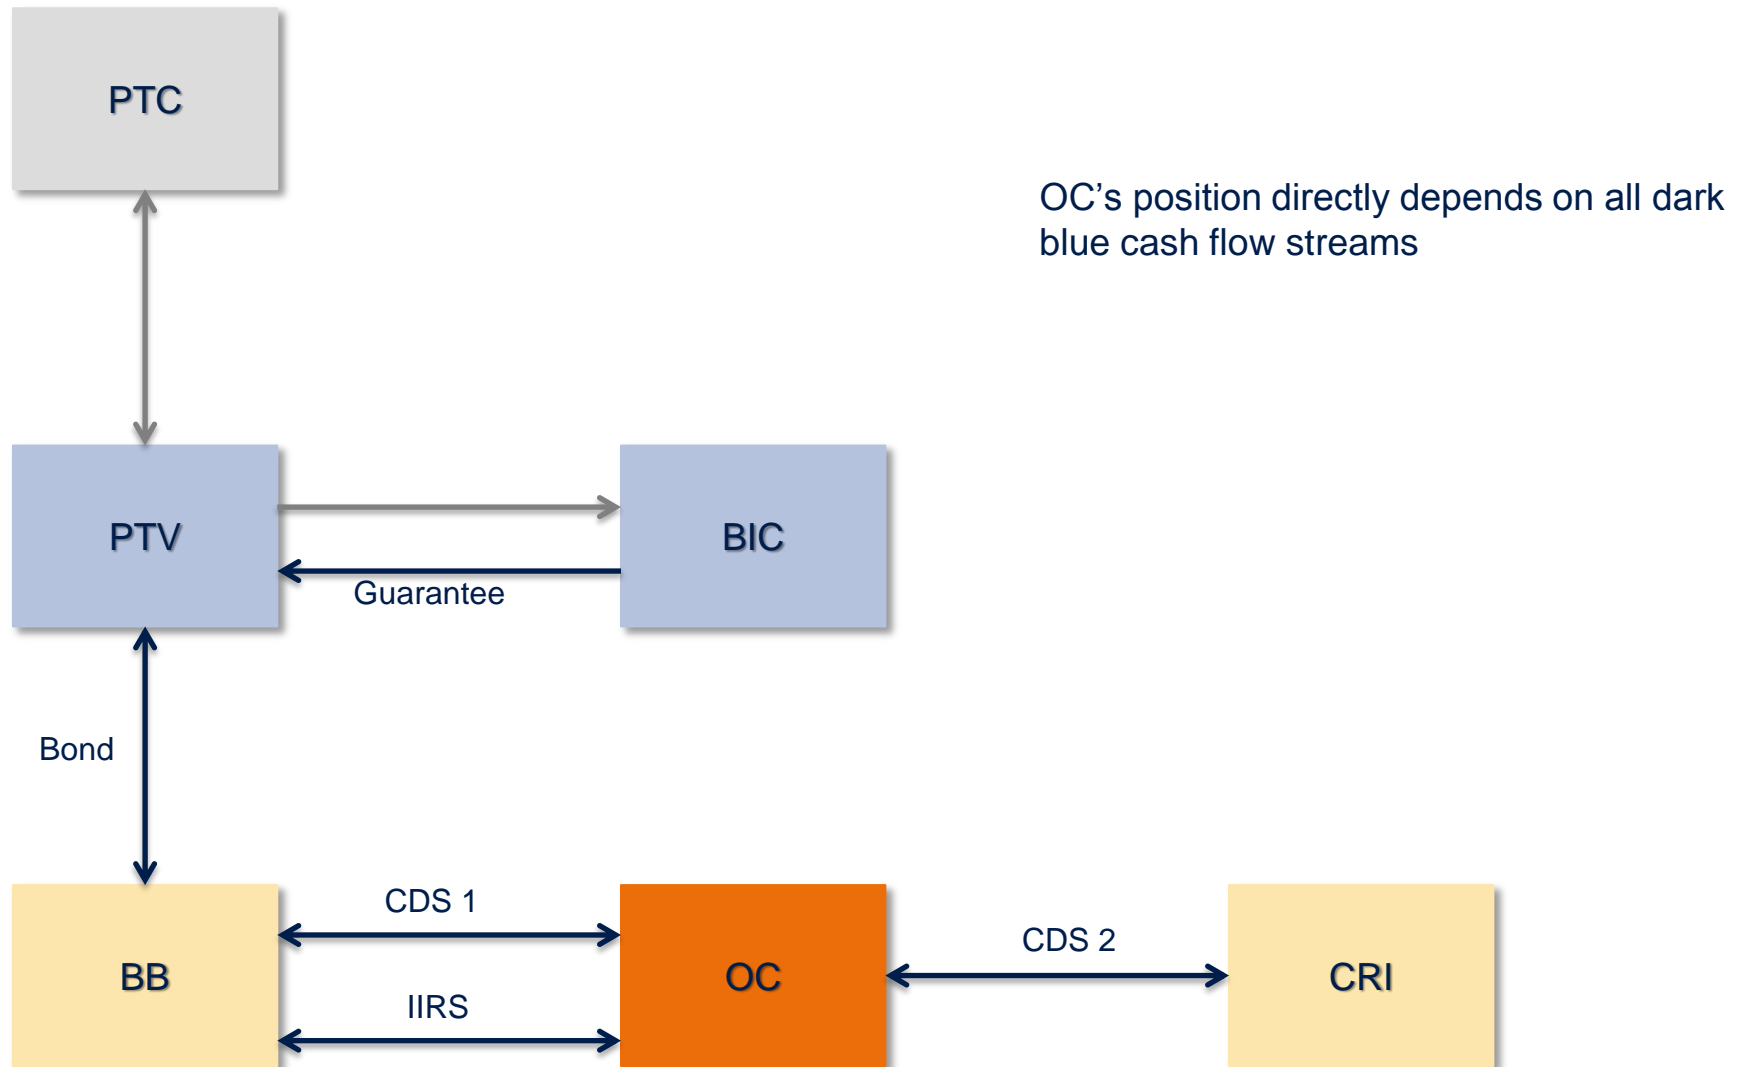 PTC
OC’s position directly depends on all dark
blue cash flow streams
PTV
BIC
Guarantee
Bond
CDS 1
BB
OC
CDS 2
CRI
IIRS